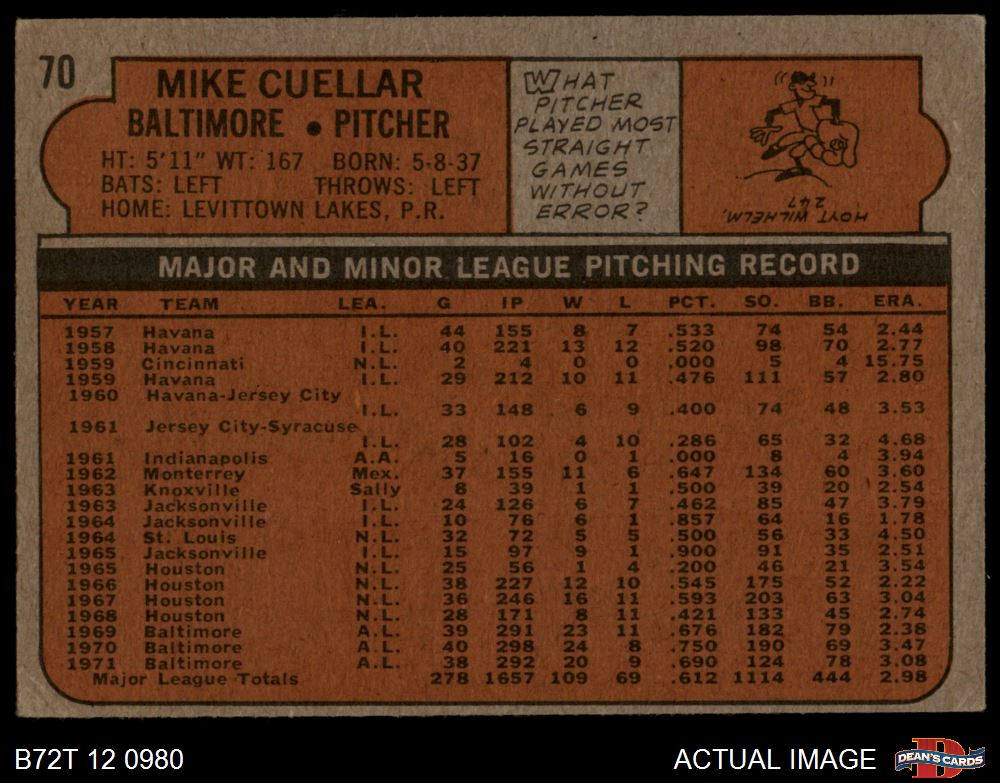 70
MIKE CUELLAR
BALTIMORE • PITCHER
HT: 5'11" WT: 167 BORN: 5-8-37
BATS: LEFT THROWS: LEFT
HOME: LEVITTOWN LAKES, P.R.
WHAT
PITCHER
PLAYED MOST
STRAIGHT
GAMES
WITHOUT
ERROR?
HOYT WILHELM,
247
MAJOR AND MINOR LEAGUE PITCHING RECORD
YEAR TEAM LEA. G IP W L PCT. SO. BB. ERA.
1957 Havana I.L. 44 155 8 7 .533 74 54 2.44
1958 Havana I.L. 40 221 13 12 .520 98 70 2.77
1959 Cincinnati N.L. 2 4 0 0 .000 5 4 15.75
1959 Havana I.L. 29 212 10 11 .476 111 57 2.80
1960 Havana-Jersey City
I.L. 33 148 6 9 .400 74 48 3.53
1961 Jersey City-Syracuse
I.L. 28 102 4 10 .286 65 32 4.68
1961 Indianapolis A.A. 5 16 0 1 .000 8 4 3.94
1962 Monterrey Mex. 37 155 11 6 .647 134 60 3.60
1963 Knoxville Sally 8 39 1 1 .500 39 20 2.54
1963 Jacksonville I.L. 24 126 6 7 .462 85 47 3.79
1964 Jacksonville I.L. 10 76 6 1 .857 64 16 1.78
1964 St. Louis N.L. 32 72 5 5 .500 56 33 4.50
1965 Jacksonville I.L. 15 97 9 1 .900 91 35 2.51
1965 Houston N.L. 25 56 1 4 .200 46 21 3.54
1966 Houston N.L. 38 227 12 10 .545 175 52 2.22
1967 Houston N.L. 36 246 16 11 .593 203 63 3.04
1968 Houston N.L. 28 171 8 11 .421 133 45 2.74
1969 Baltimore A.L. 39 291 23 11 .676 182 79 2.38
1970 Baltimore A.L. 40 298 24 8 .750 190 69 3.47
1971 Baltimore A.L. 38 292 20 9 .690 124 78 3.08
Major League Totals 278 1657 109 69 .612 1114 444 2.98
B72T 12 0980 ACTUAL IMAGE
D
DEAN'S CARDS